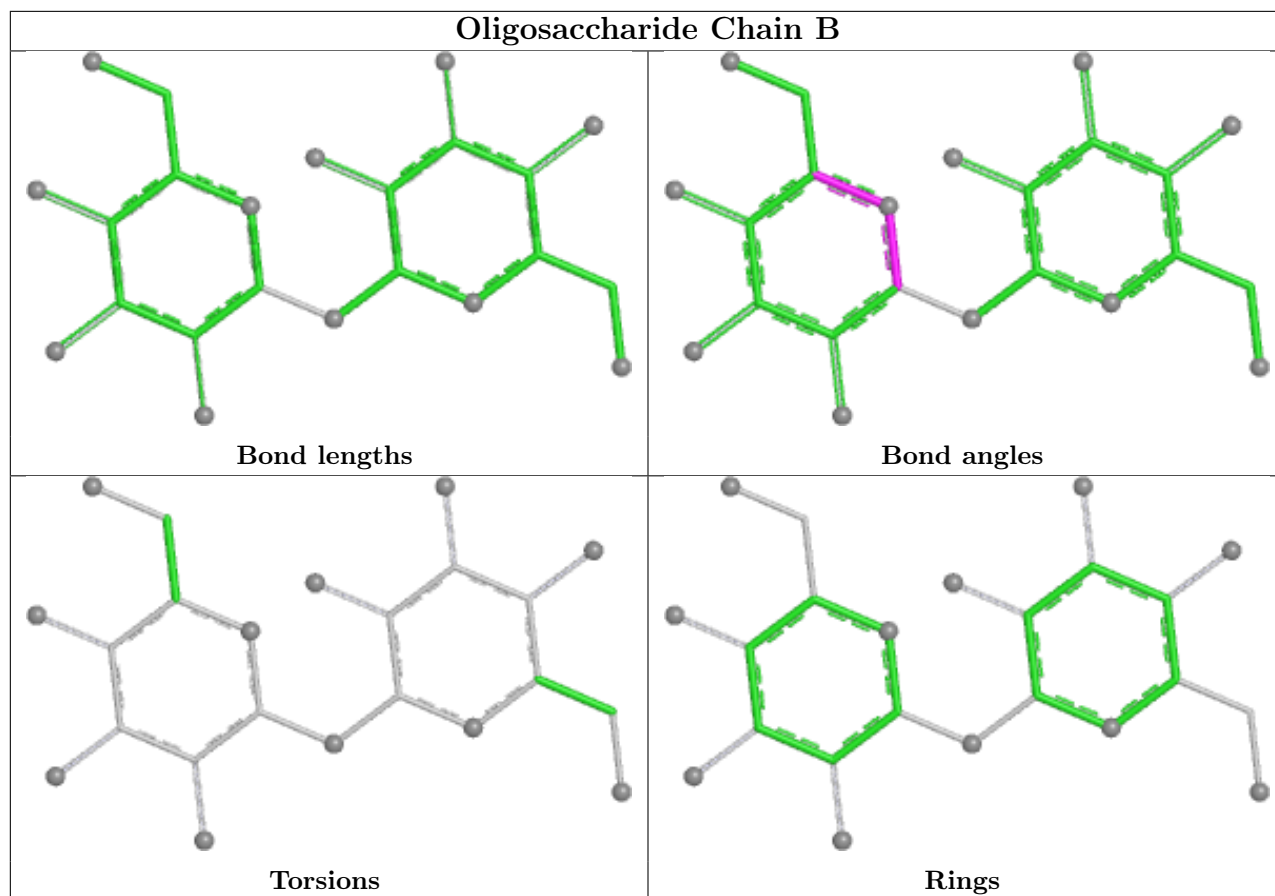 Oligosaccharide Chain B
Bond lengths
Bond angles
Torsions
Rings